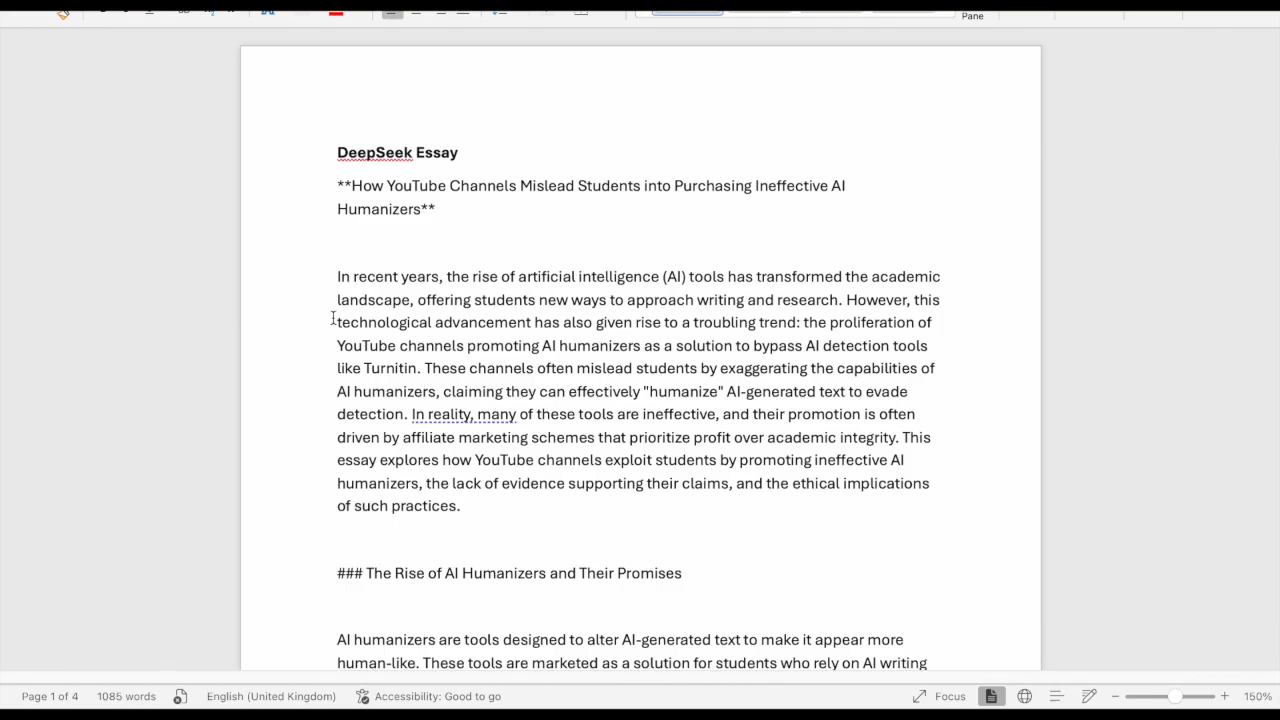 Pane
DeepSeek Essay
**How YouTube Channels Mislead Students into Purchasing Ineffective AI
Humanizers**
In recent years, the rise of artificial intelligence (AI) tools has transformed the academic
landscape, offering students new ways to approach writing and research. However, this
technological advancement has also given rise to a troubling trend: the proliferation of
YouTube channels promoting AI humanizers as a solution to bypass AI detection tools
like Turnitin. These channels often mislead students by exaggerating the capabilities of
AI humanizers, claiming they can effectively "humanize" AI-generated text to evade
detection. In reality, many of these tools are ineffective, and their promotion is often
driven by affiliate marketing schemes that prioritize profit over academic integrity. This
essay explores how YouTube channels exploit students by promoting ineffective AI
humanizers, the lack of evidence supporting their claims, and the ethical implications
of such practices.
### The Rise of AI Humanizers and Their Promises
AI humanizers are tools designed to alter AI-generated text to make it appear more
human-like. These tools are marketed as a solution for students who rely on AI writing
Page 1 of 4 1085 words English (United Kingdom) Accessibility: Good to go Focus 150%